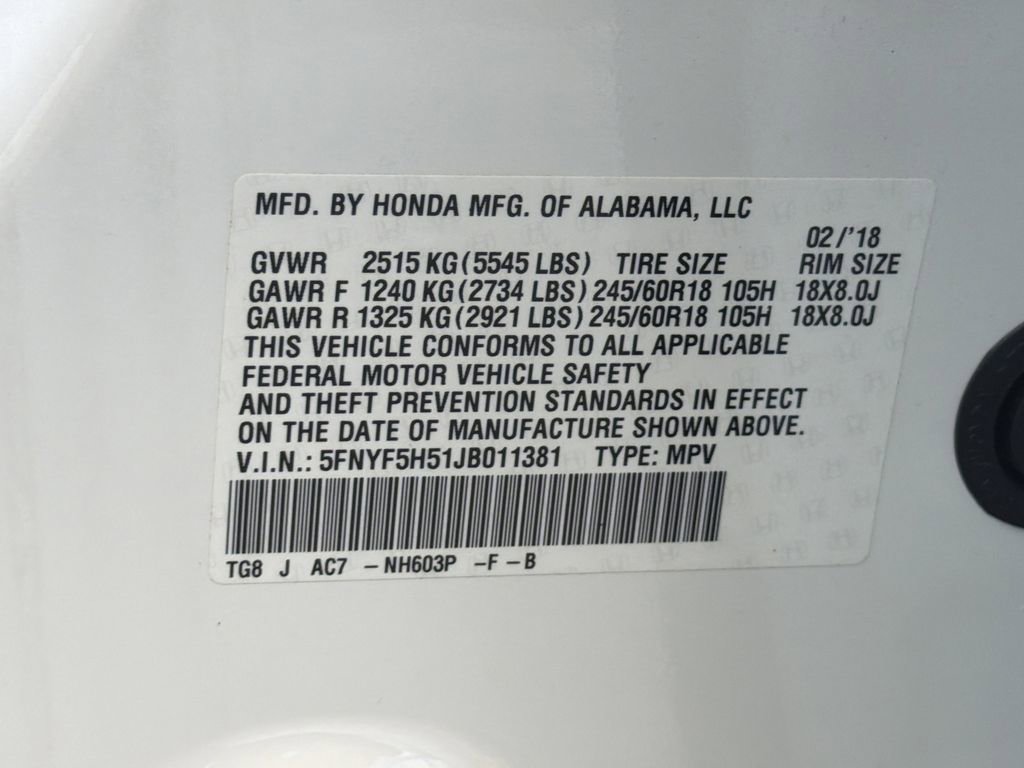 MFD. BY HONDA MFG. OF ALABAMA, LLC
02/'18
GVWR 2515 KG (5545 LBS) TIRE SIZE RIM SIZE
GAWR F 1240 KG (2734 LBS) 245/60R18 105H 18X8.0J
GAWR R 1325 KG (2921 LBS) 245/60R18 105H 18X8.0J
THIS VEHICLE CONFORMS TO ALL APPLICABLE
FEDERAL MOTOR VEHICLE SAFETY
AND THEFT PREVENTION STANDARDS IN EFFECT
ON THE DATE OF MANUFACTURE SHOWN ABOVE.
V.I.N.: 5FNYF5H51JB011381 TYPE: MPV
TG8 J AC7 -NH603P -F -B